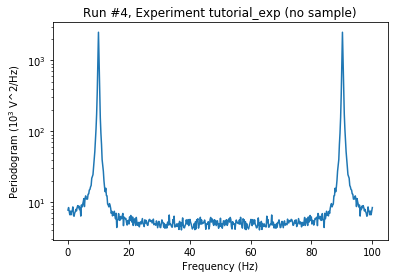 Run #4, Experiment tutorial_exp (no sample)
Periodogram (10³ V^2/Hz)
10³
10²
10¹
0 20 40 60 80 100
Frequency (Hz)